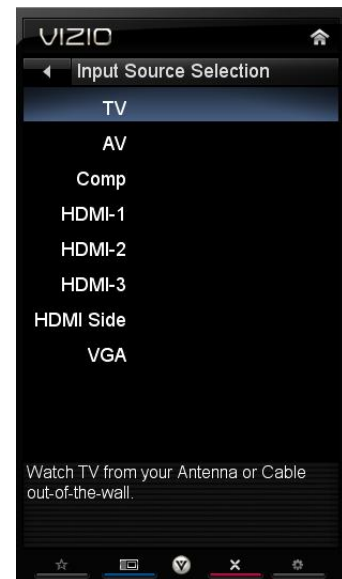 VIZIO
Input Source Selection
TV
AV
Comp
HDMI-1
HDMI-2
HDMI-3
HDMI Side
VGA
Watch TV from your Antenna or Cable
out-of-the-wall.
V